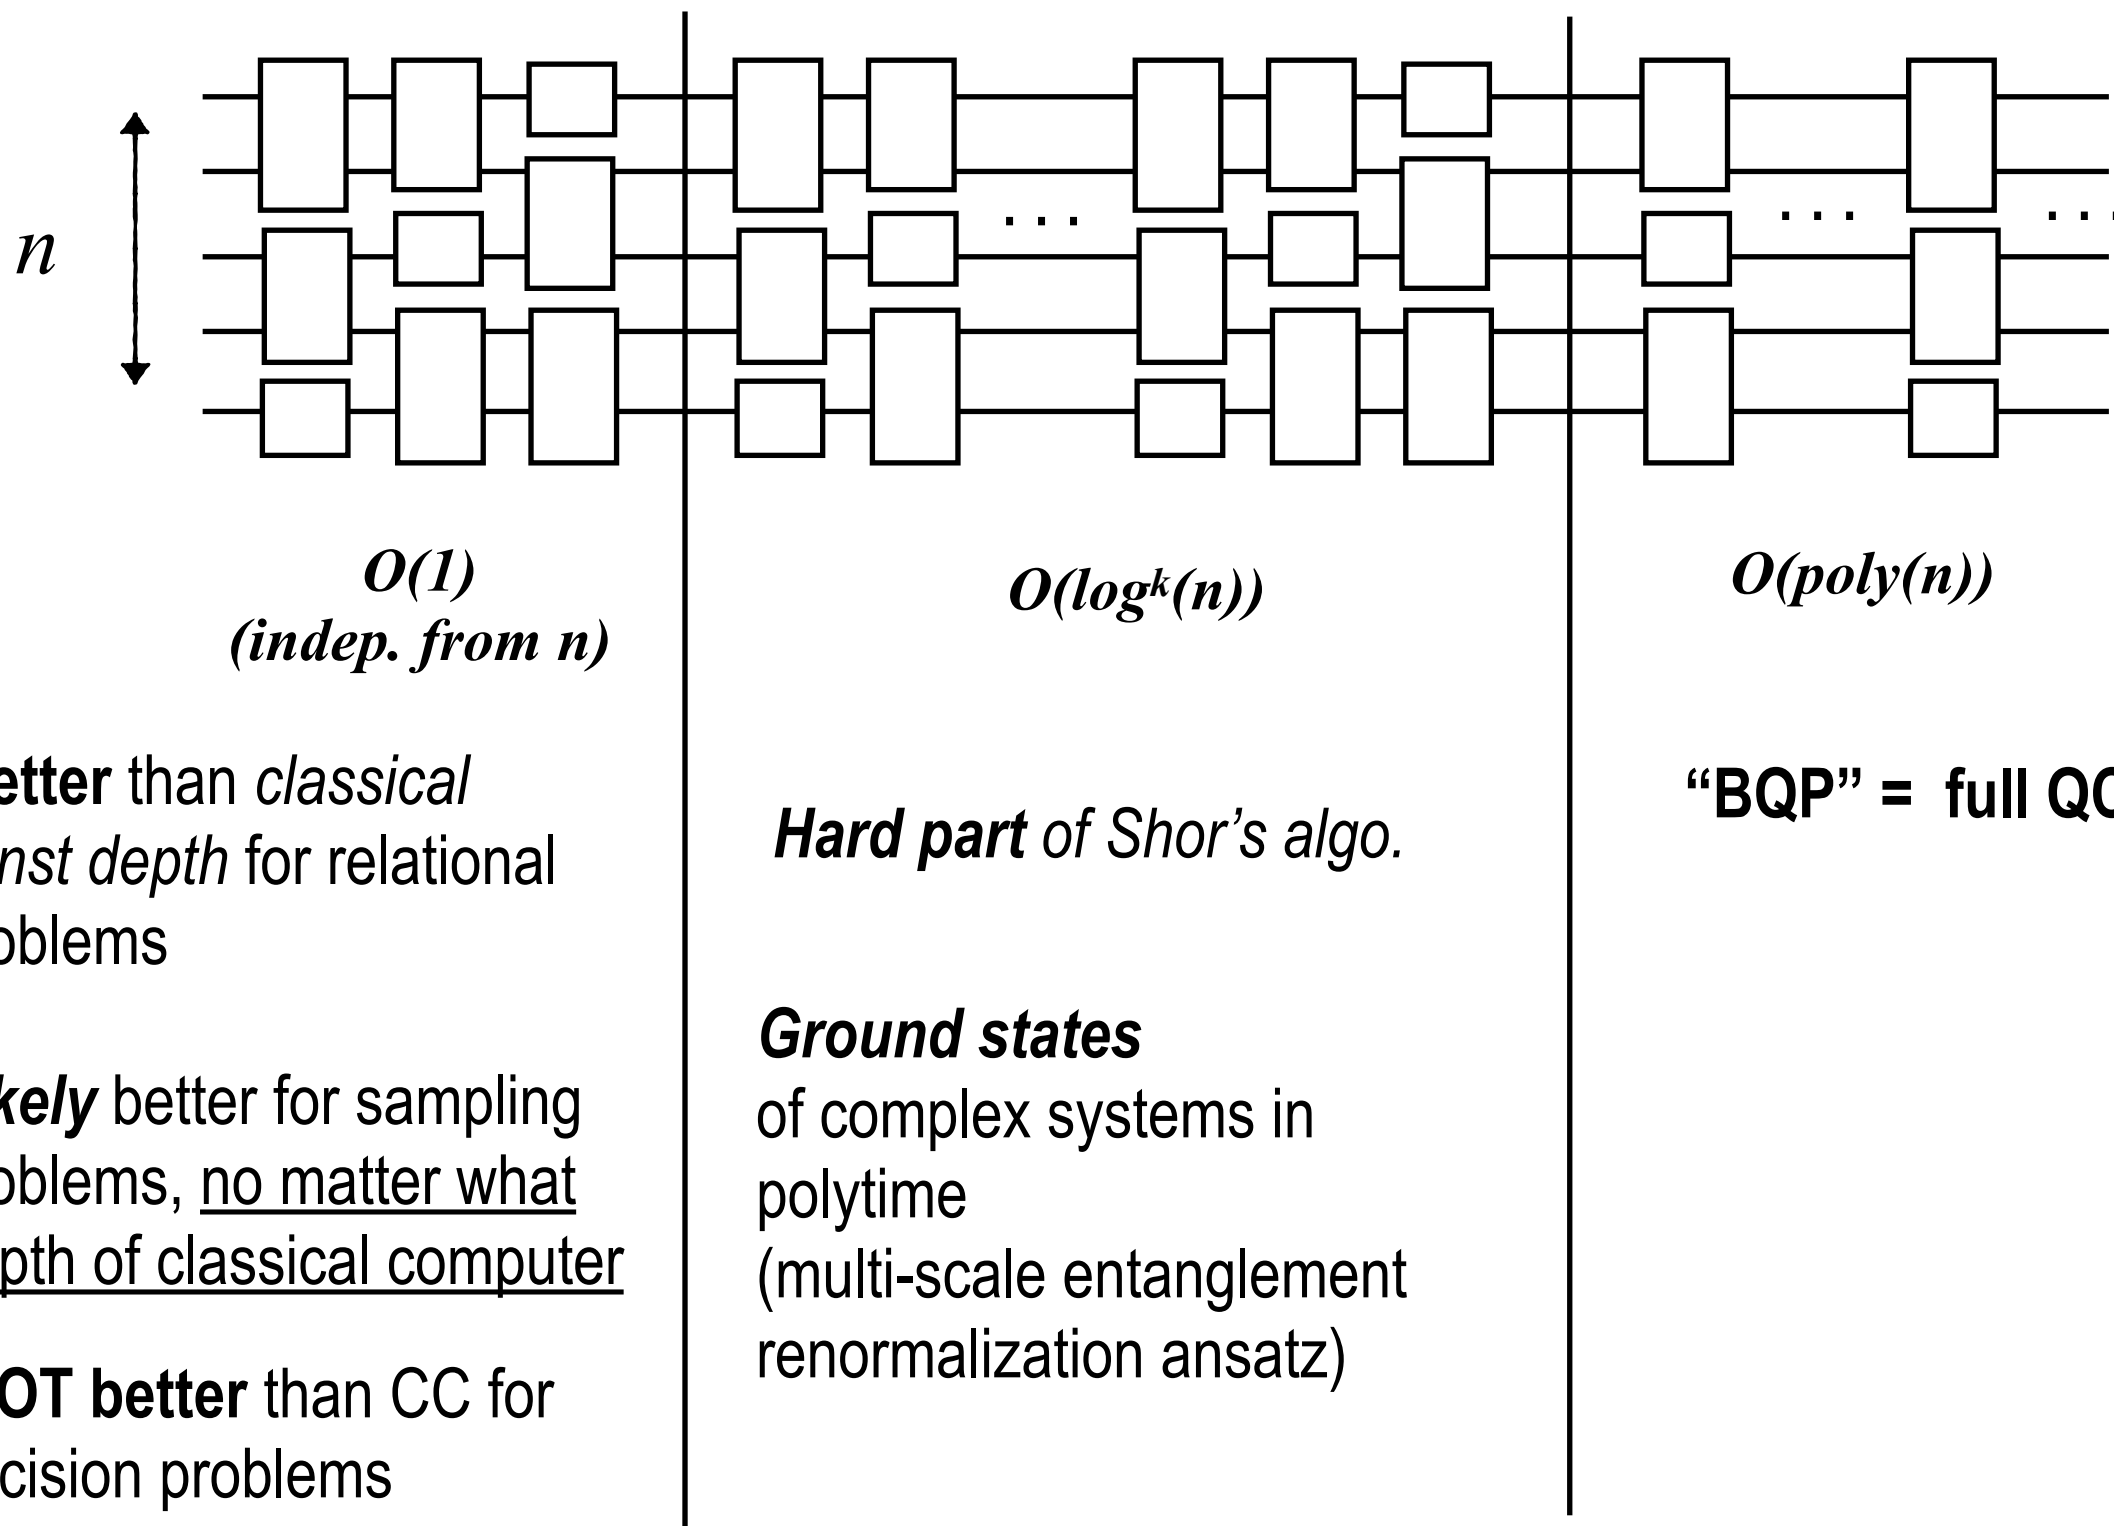 n
. . .
. . .
. . .
O(1)
(indep. from n)
O(logᵏ(n))
O(poly(n))
etter than classical
nst depth for relational
oblems
kely better for sampling
oblems, no matter what
pth of classical computer
OT better than CC for
cision problems
Hard part of Shor’s algo.
Ground states
of complex systems in
polytime
(multi-scale entanglement
renormalization ansatz)
“BQP” = full QC